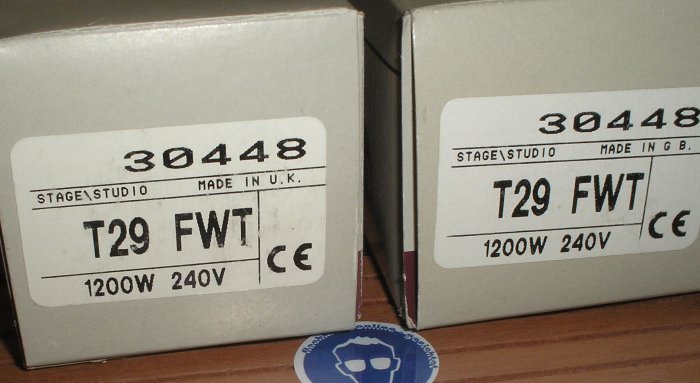 30448
STAGE\STUDIO MADE IN U.K.
T29 FWT
1200W 240V
CE
30448
STAGE\STUDIO MADE IN G B.
T29 FWT
1200W 240V
CE
online